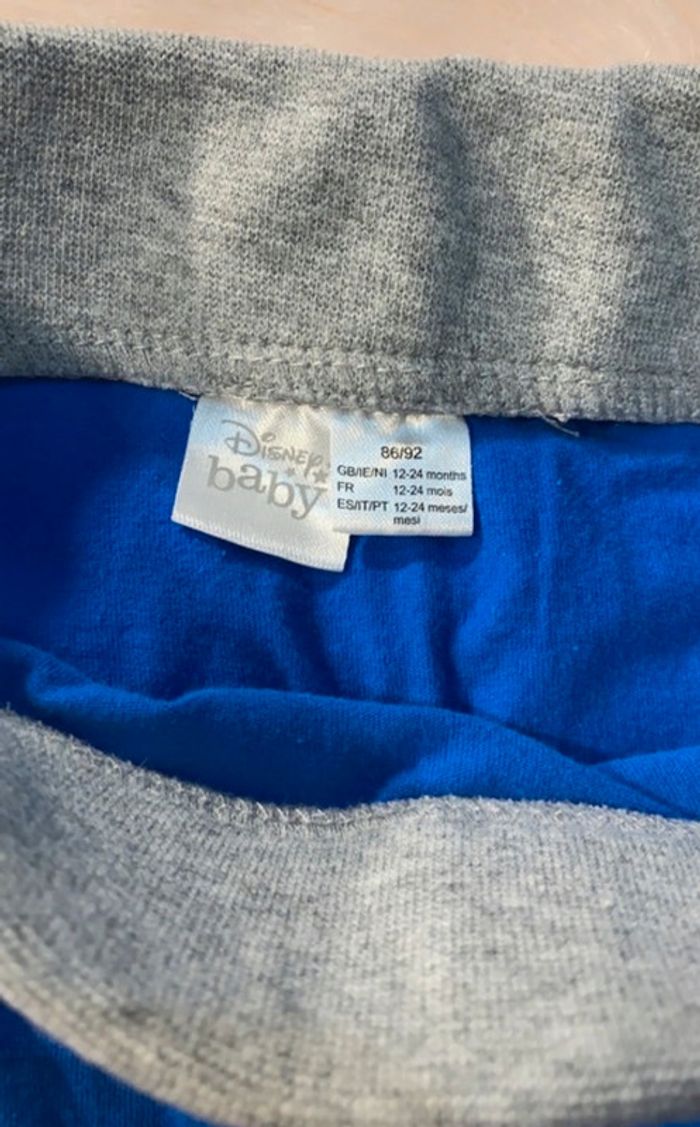 Disney
baby
86/92
GB/IE/NI 12-24 months
FR 12-24 mois
ES/IT/PT 12-24 meses/
mesi